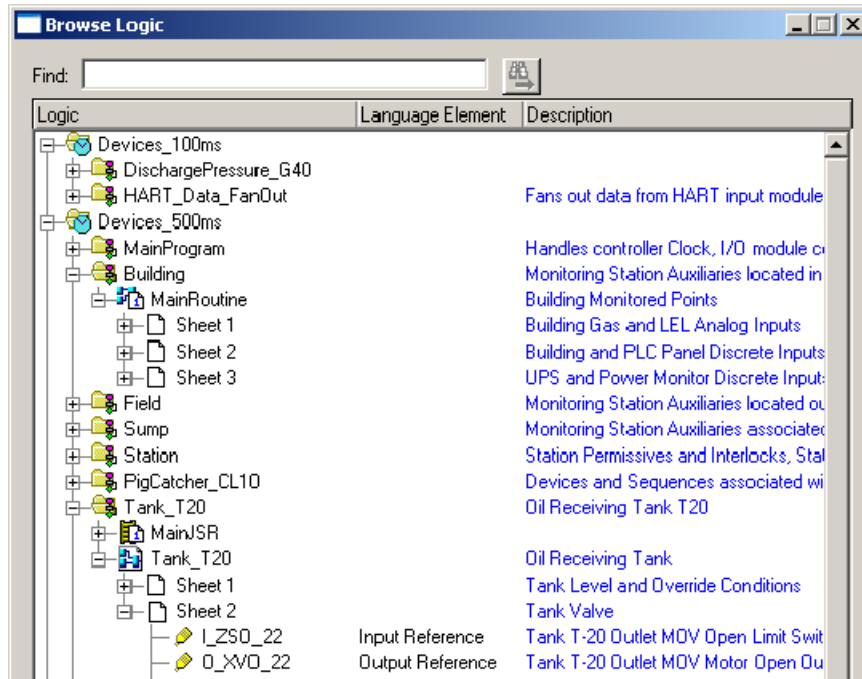 Browse Logic
Find:
Logic Language Element Description
Devices_100ms
DischargePressure_G40
HART_Data_FanOut Fans out data from HART input module
Devices_500ms
MainProgram Handles controller Clock, I/O module
Building Monitoring Station Auxiliaries located in
MainRoutine Building Monitored Points
Sheet 1 Building Gas and LEL Analog Inputs
Sheet 2 Building and PLC Panel Discrete Inputs
Sheet 3 UPS and Power Monitor Discrete Input
Field Monitoring Station Auxiliaries located
Sump Monitoring Station Auxiliaries associated
Station Station Permissives and Interlocks,
PigCatcher_CL10 Devices and Sequences associated wi
Tank_T20 Oil Receiving Tank T20
MainJSR
Tank_T20 Oil Receiving Tank
Sheet 1 Tank Level and Override Conditions
Sheet 2 Tank Valve
I_ZSO_22 Input Reference Tank T-20 Outlet MOV Open Limit Swit
O_XVO_22 Output Reference Tank T-20 Outlet MOV Motor Open Ou